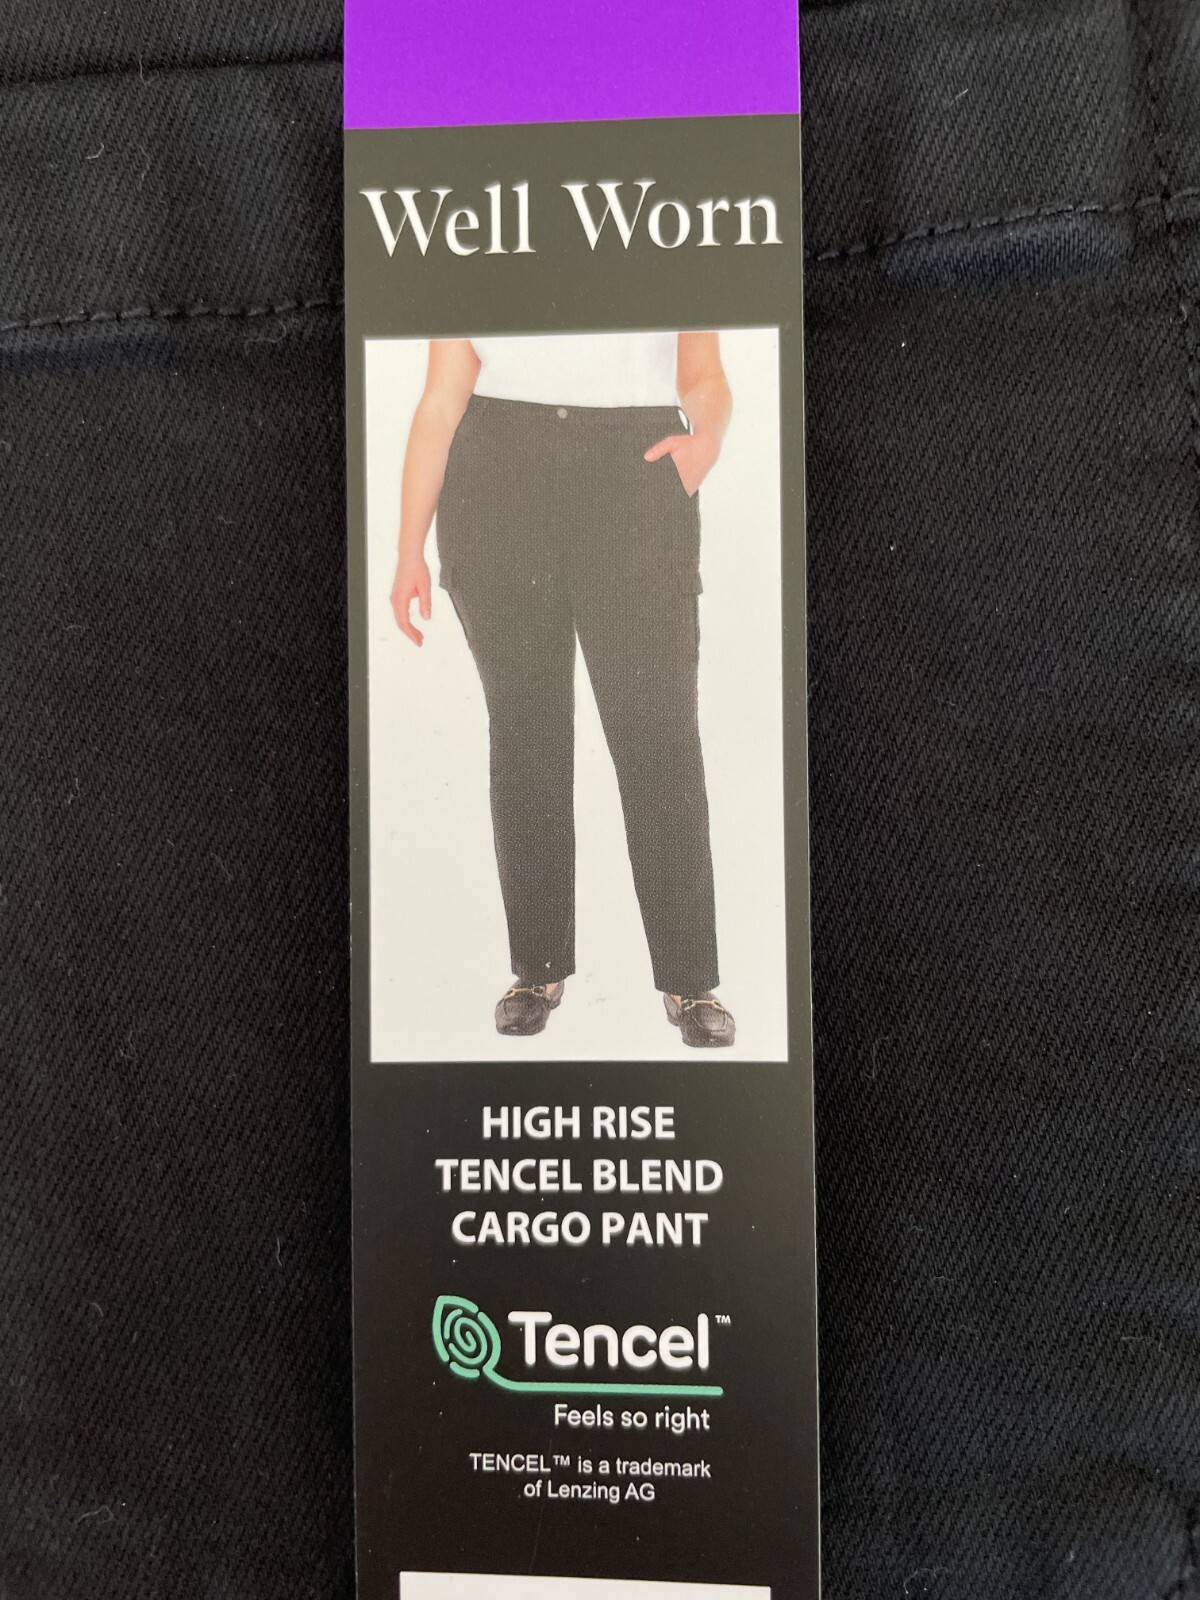 Well Worn
HIGH RISE
TENCEL BLEND
CARGO PANT
Tencel™
Feels so right
TENCEL™ is a trademark
of Lenzing AG